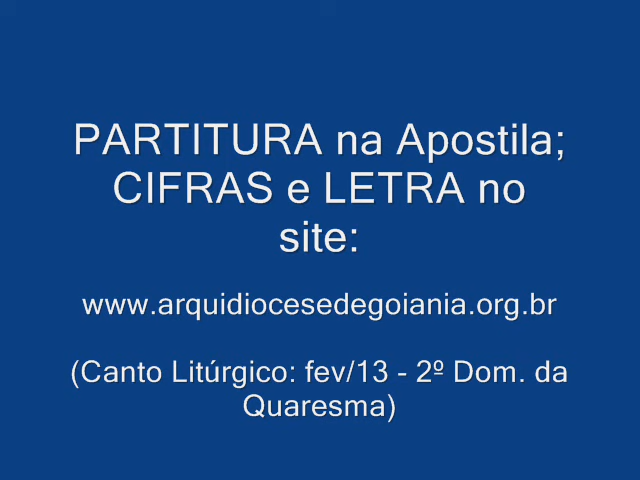 PARTITURA na Apostila;
CIFRAS e LETRA no
site:
www.arquidiocesedegoiania.org.br
(Canto Litúrgico: fev/13 - 2º Dom. da
Quaresma)